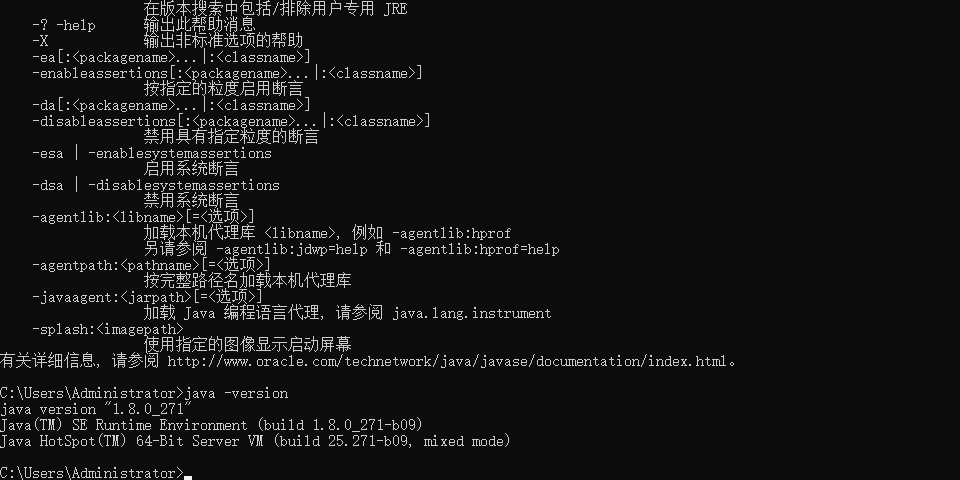 在版本搜索中包括/排除用户专用 JRE
-? -help 输出此帮助消息
-X 输出非标准选项的帮助
-ea[:<packagename>...|:<classname>]
-enableassertions[:<packagename>...|:<classname>]
按指定的粒度启用断言
-da[:<packagename>...|:<classname>]
-disableassertions[:<packagename>...|:<classname>]
禁用具有指定粒度的断言
-esa | -enablesystemassertions
启用系统断言
-dsa | -disablesystemassertions
禁用系统断言
-agentlib:<libname>[=<选项>]
加载本机代理库 <libname>, 例如 -agentlib:hprof
另请参阅 -agentlib:jdwp=help 和 -agentlib:hprof=help
-agentpath:<pathname>[=<选项>]
按完整路径名加载本机代理库
-javaagent:<jarpath>[=<选项>]
加载 Java 编程语言代理, 请参阅 java.lang.instrument
-splash:<imagepath>
使用指定的图像显示启动屏幕
有关详细信息, 请参阅 http://www.oracle.com/technetwork/java/javase/documentation/index.html。
C:\Users\Administrator>java -version
java version "1.8.0_271"
Java(TM) SE Runtime Environment (build 1.8.0_271-b09)
Java HotSpot(TM) 64-Bit Server VM (build 25.271-b09, mixed mode)
C:\Users\Administrator>